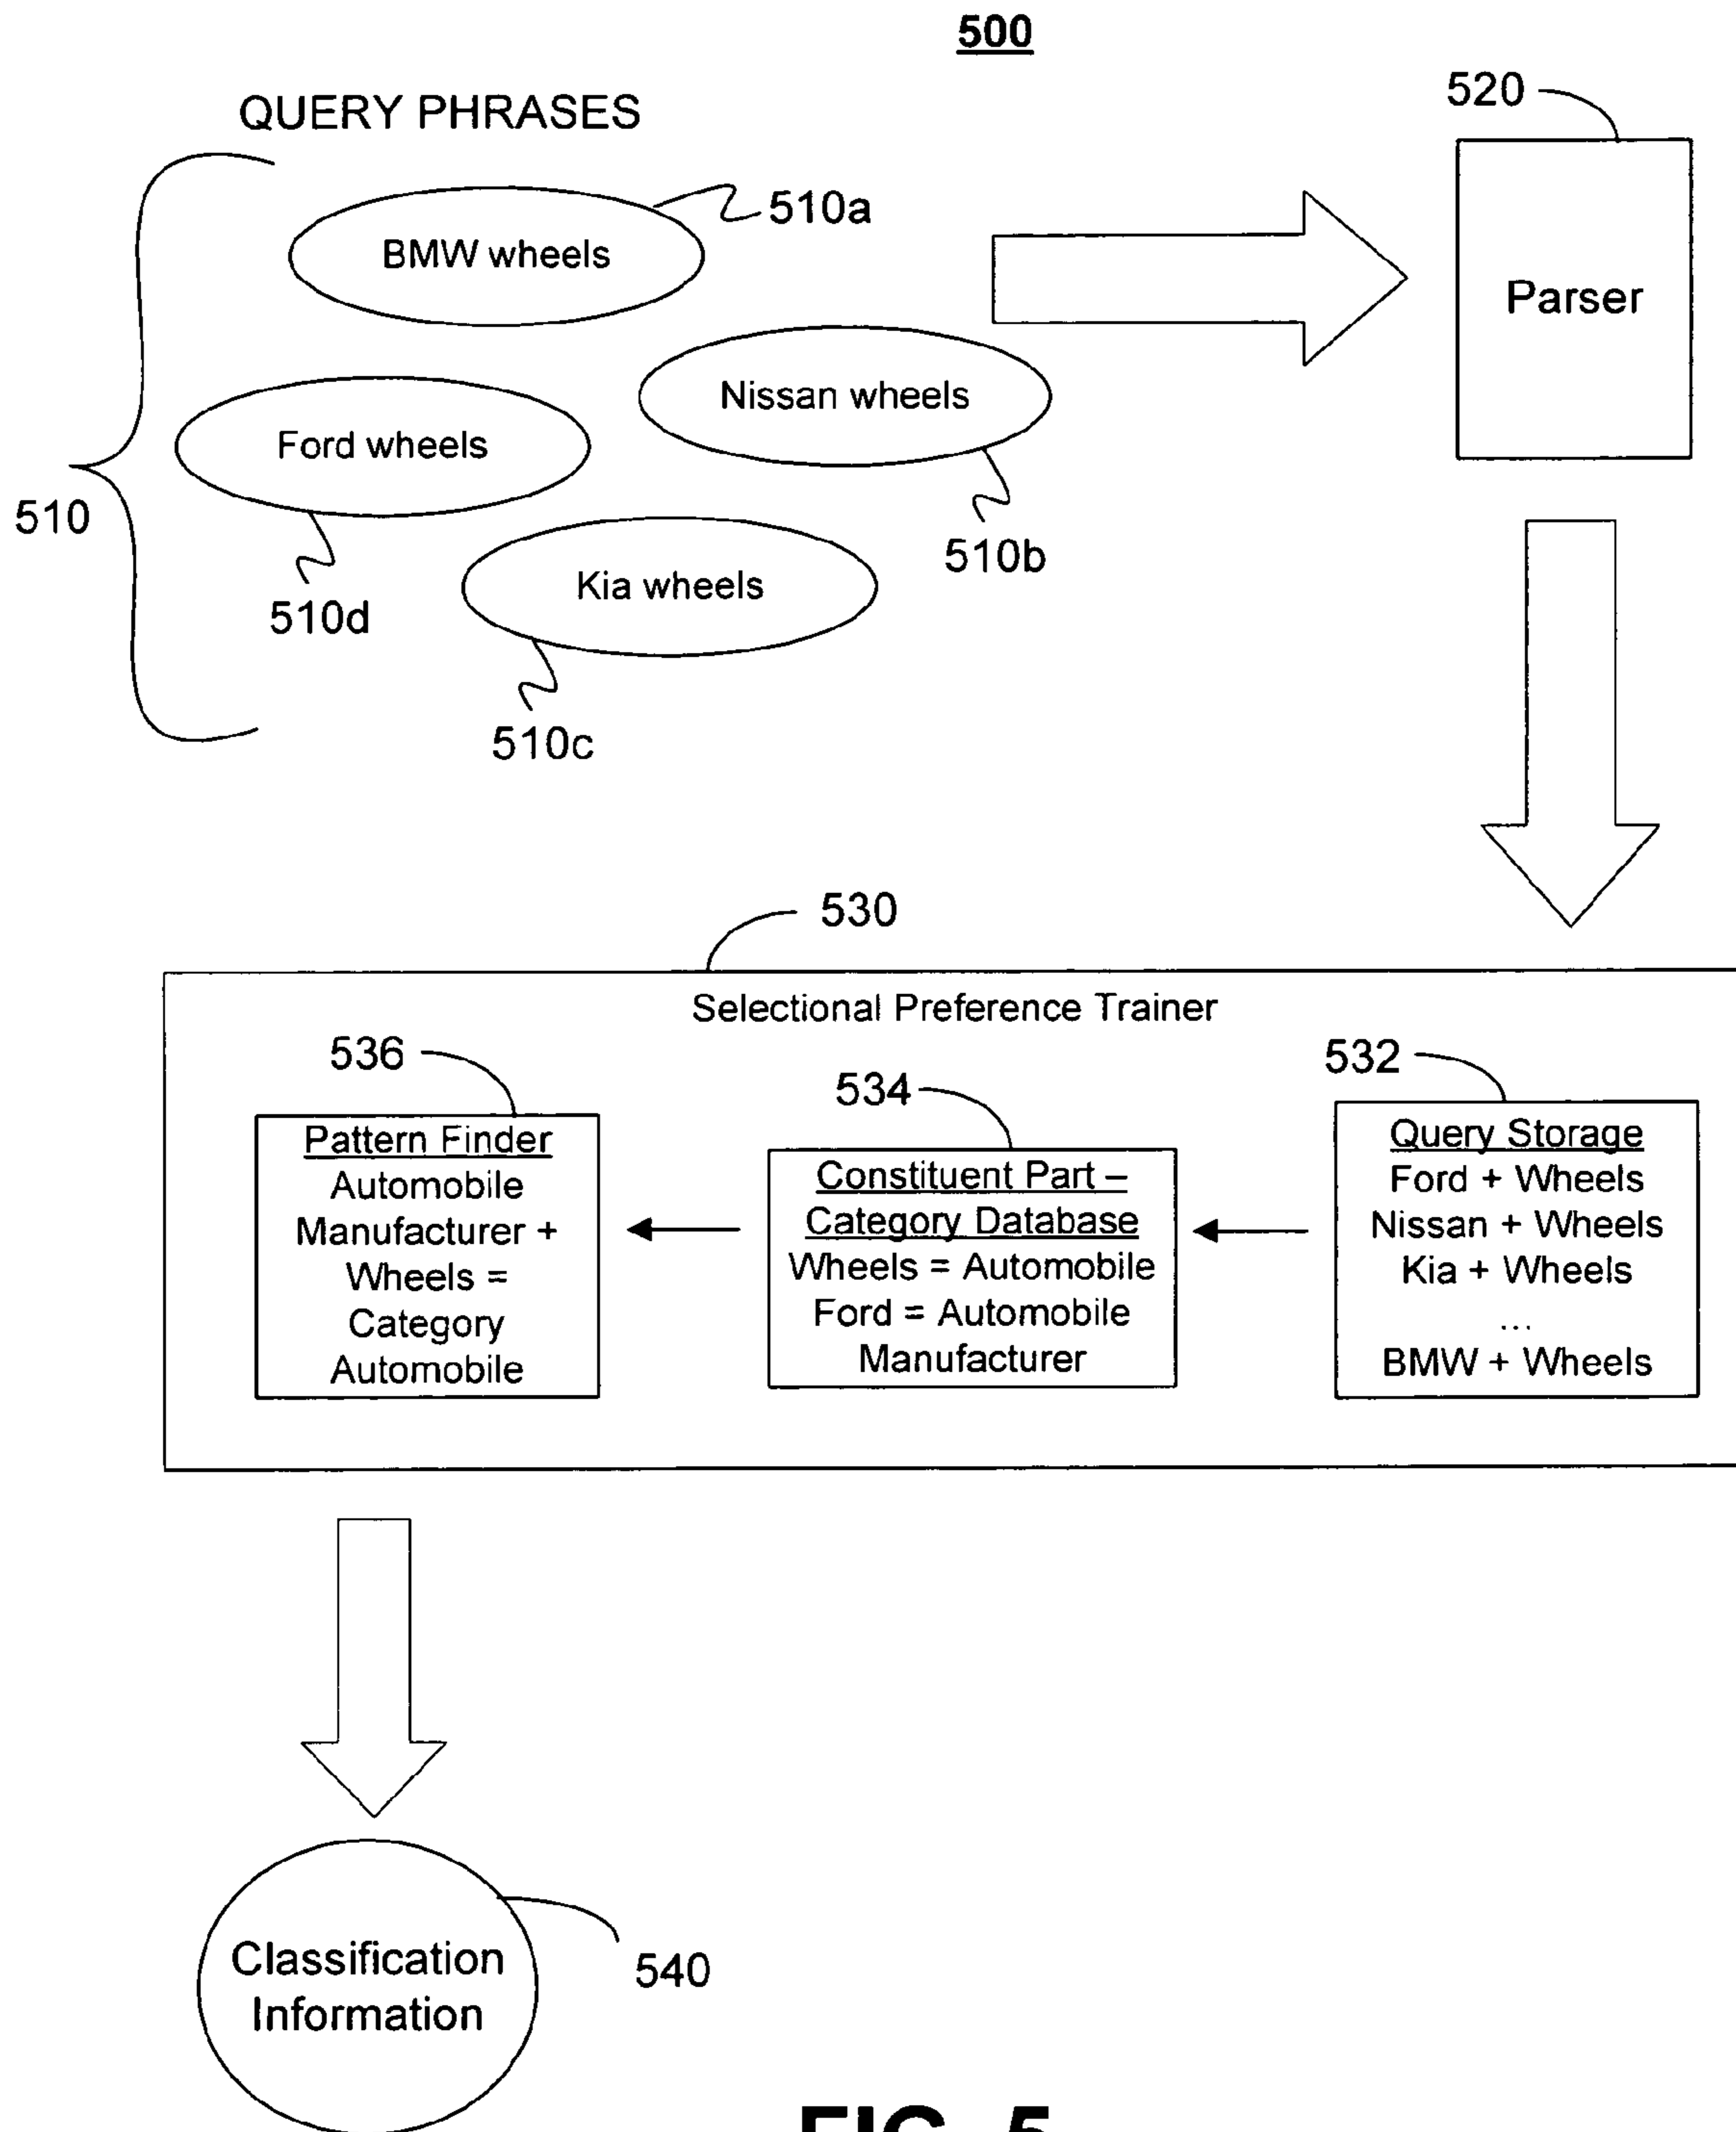 500
QUERY PHRASES
520
510a
BMW wheels
Parser
Nissan wheels
Ford wheels
510
510b
Kia wheels
510d
510c
530
Selectional Preference Trainer
536
Pattern Finder
Automobile
Manufacturer +
Wheels =
Category
Automobile
534
Constituent Part –
Category Database
Wheels = Automobile
Ford = Automobile
Manufacturer
532
Query Storage
Ford + Wheels
Nissan + Wheels
Kia + Wheels
...
BMW + Wheels
Classification
Information
540
FIG. 5